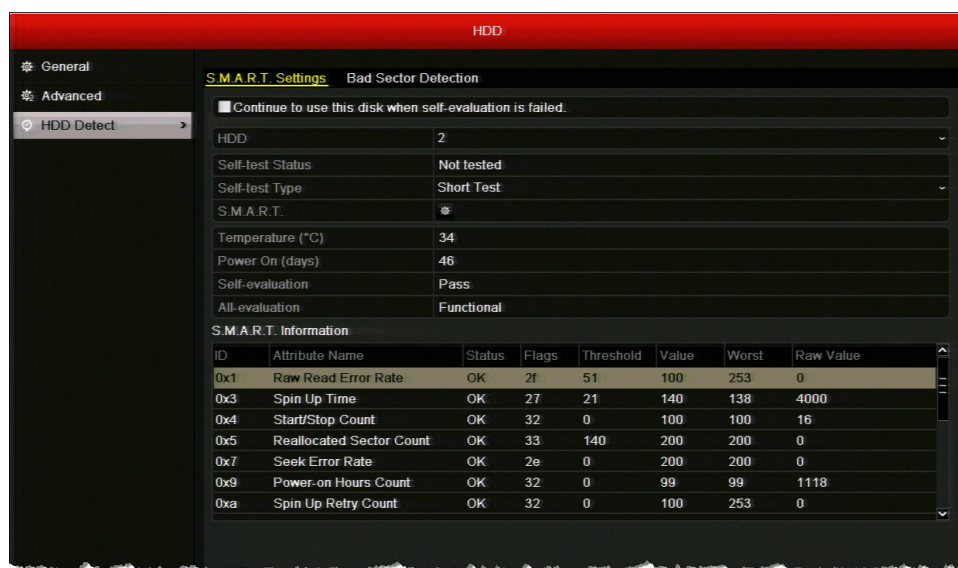 HDD
General
Advanced
HDD Detect
S.M.A.R.T. Settings Bad Sector Detection
Continue to use this disk when self-evaluation is failed.
HDD 2
Self-test Status Not tested
Self-test Type Short Test
S.M.A.R.T.
Temperature (°C) 34
Power On (days) 46
Self-evaluation Pass
All-evaluation Functional
S.M.A.R.T. Information
ID Attribute Name Status Flags Threshold Value Worst Raw Value
0x1 Raw Read Error Rate OK 2f 51 100 253 0
0x3 Spin Up Time OK 27 21 140 138 4000
0x4 Start/Stop Count OK 32 0 100 100 16
0x5 Reallocated Sector Count OK 33 140 200 200 0
0x7 Seek Error Rate OK 2e 0 200 200 0
0x9 Power-on Hours Count OK 32 0 99 99 1118
0xa Spin Up Retry Count OK 32 0 100 253 0